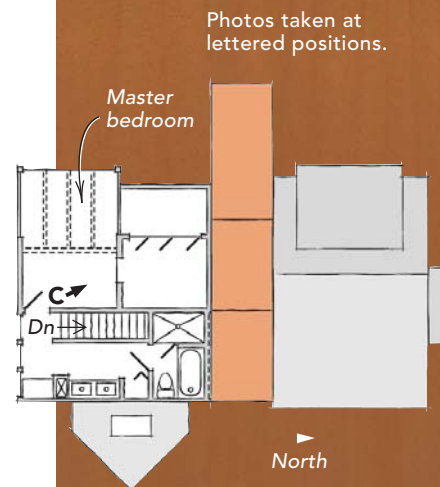 Photos taken at
lettered positions.
Master
bedroom
C
Dn
North